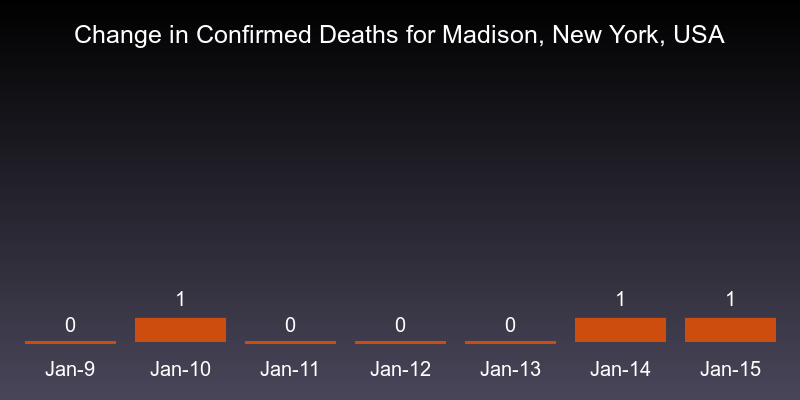 Change in Confirmed Deaths for Madison, New York, USA
0 1 0 0 0 1 1
Jan-9 Jan-10 Jan-11 Jan-12 Jan-13 Jan-14 Jan-15